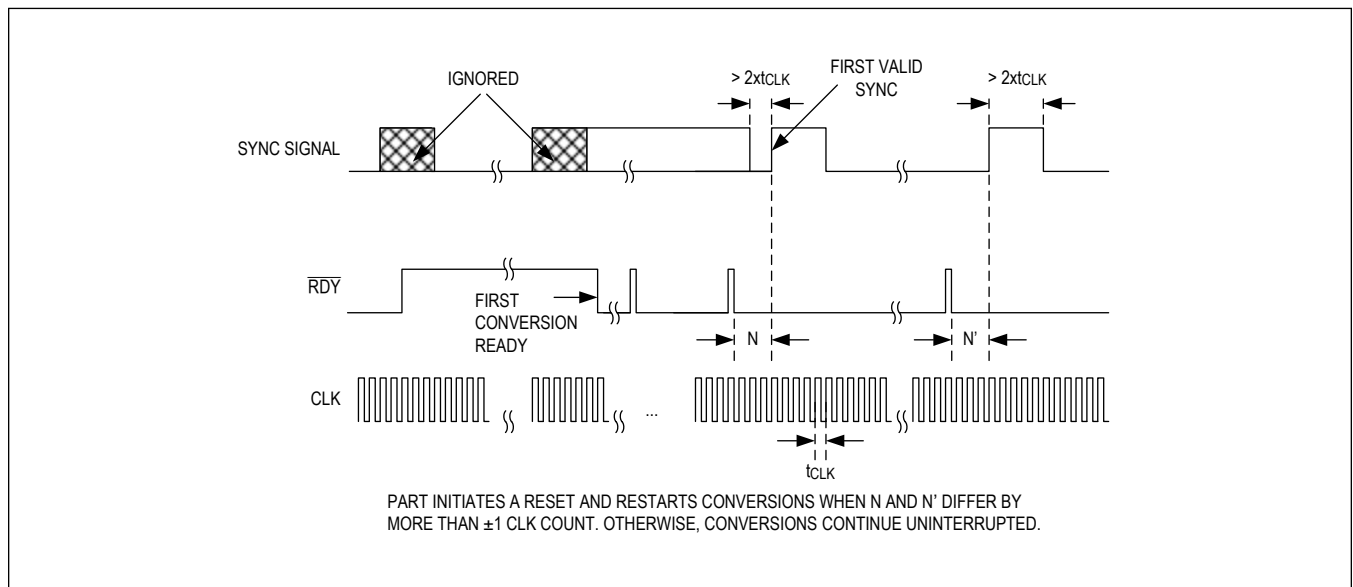 IGNORED
> 2xtCLK
FIRST VALID
SYNC
> 2xtCLK
SYNC SIGNAL
RDY
FIRST
CONVERSION
READY
N
N'
CLK
...
tCLK
PART INITIATES A RESET AND RESTARTS CONVERSIONS WHEN N AND N' DIFFER BY
MORE THAN ±1 CLK COUNT. OTHERWISE, CONVERSIONS CONTINUE UNINTERRUPTED.